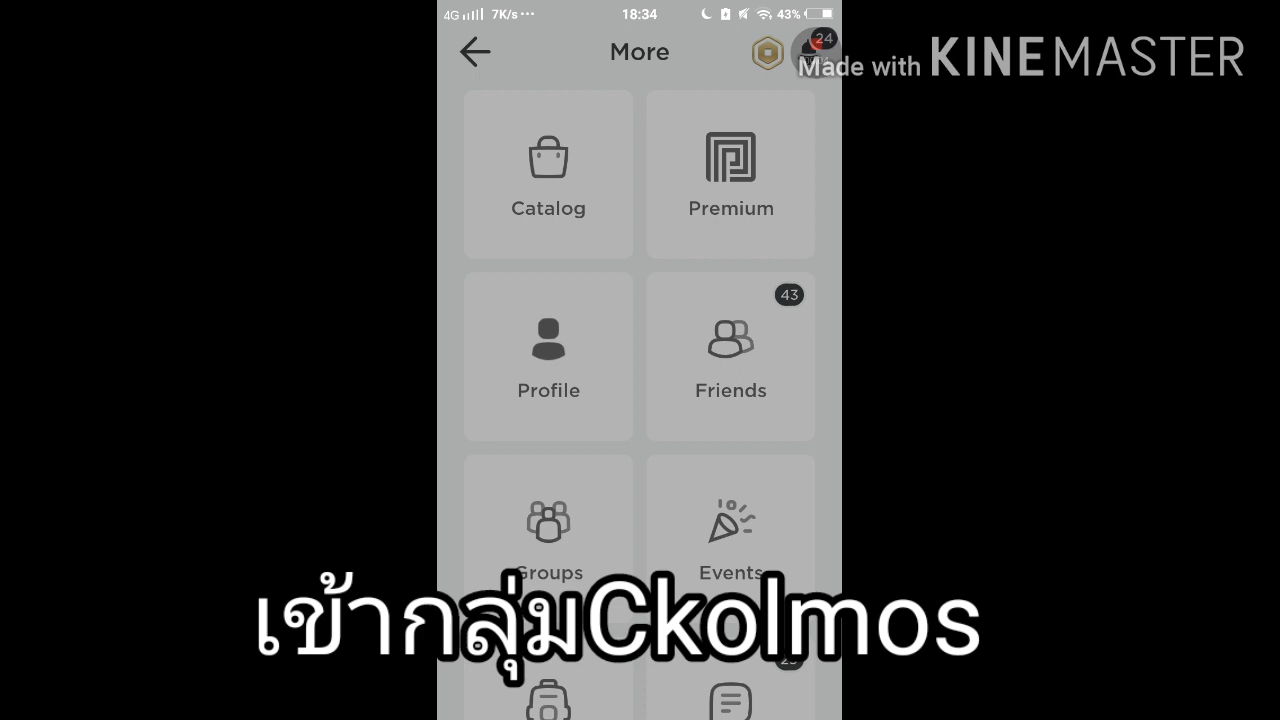 4G 7K/s··· 18:34 43%
More
24
Made with KINEMASTER
Catalog Premium
43
Profile Friends
Groups Events
เข้ากลุ่มCkolmos